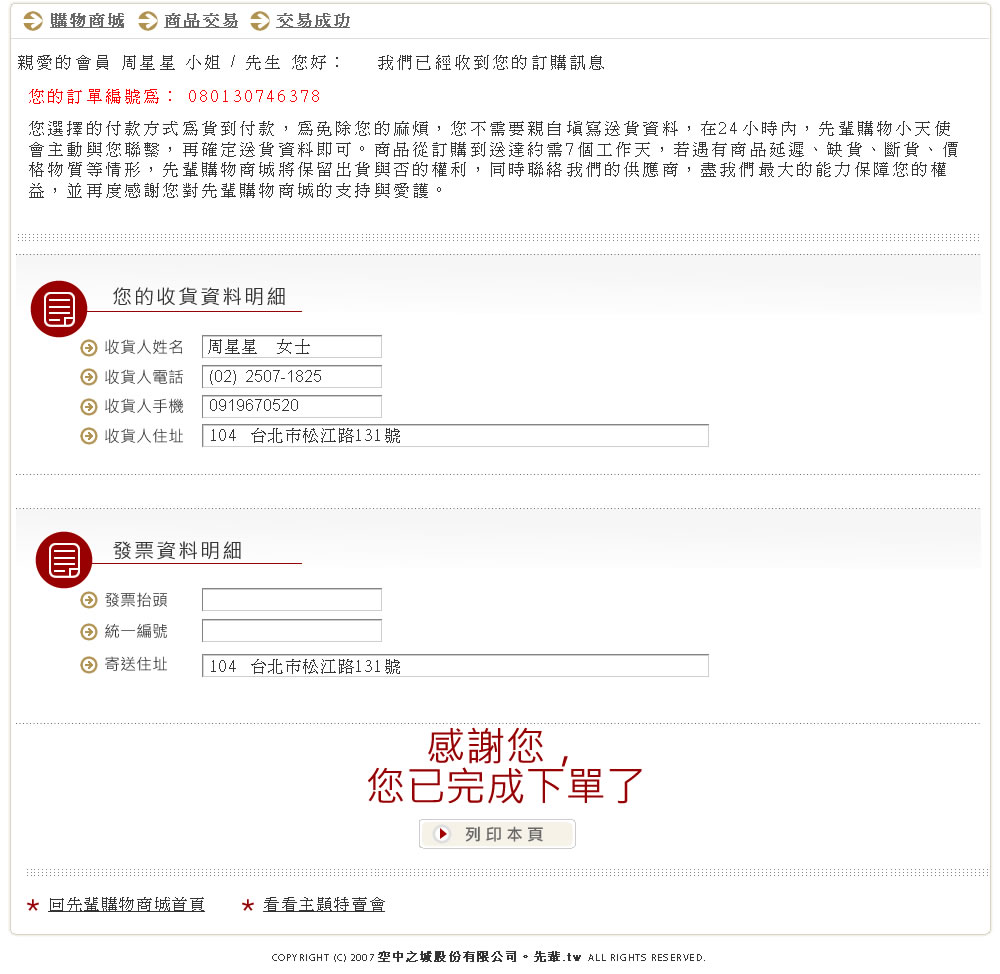 購物商城 商品交易 交易成功
親愛的會員 周星星 小姐 / 先生 您好： 我們已經收到您的訂購訊息
您的訂單編號為： 080130746378
您選擇的付款方式為貨到付款，為免除您的麻煩，您不需要親自填寫送貨資料，在24小時內，先輩購物小天使
會主動與您聯繫，再確定送貨資料即可。商品從訂購到送達約需7個工作天，若遇有商品延遲、缺貨、斷貨、價
格物質等情形，先輩購物商城將保留出貨與否的權利，同時聯絡我們的供應商，盡我們最大的能力保障您的權
益，並再度感謝您對先輩購物商城的支持與愛護。
您的收貨資料明細
收貨人姓名 周星星 女士
收貨人電話 (02) 2507-1825
收貨人手機 0919670520
收貨人住址 104 台北市松江路131號
發票資料明細
發票抬頭
統一編號
寄送住址 104 台北市松江路131號
感謝您，
您已完成下單了
列印本頁
* 回先輩購物商城首頁 * 看看主題特賣會
COPYRIGHT (C) 2007 空中之城股份有限公司。先輩.tw ALL RIGHTS RESERVED.